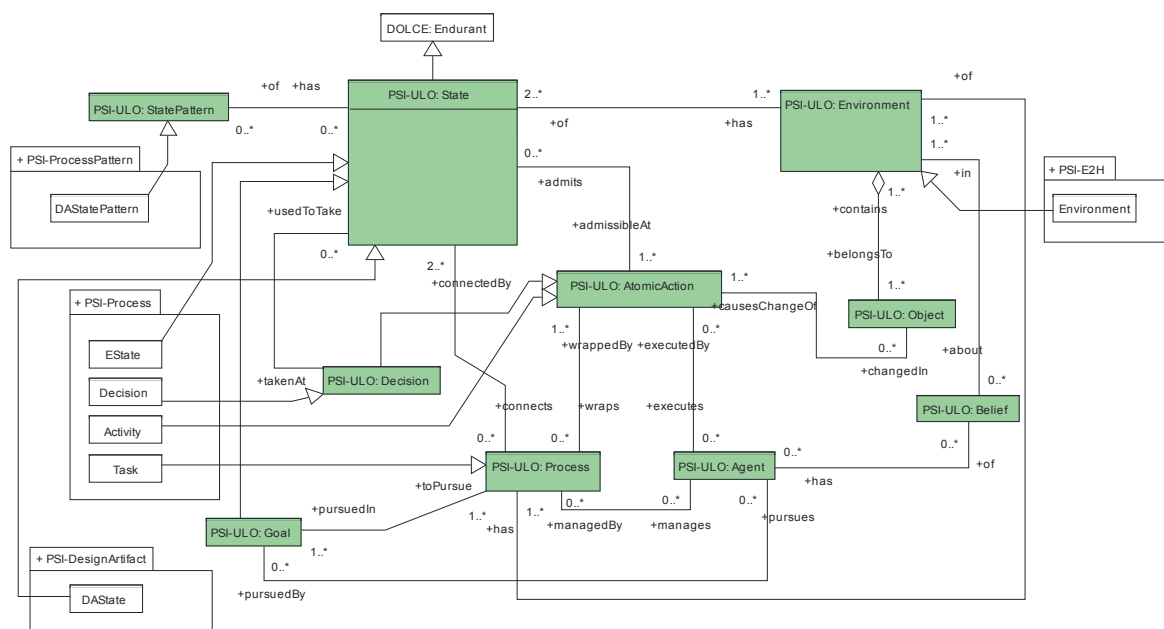 DOLCE: Endurant
+of
+of +has
PSI-ULO: State
2..*
1..*
PSI-ULO: Environment
PSI-ULO: StatePattern
+of
+has
1..*
0..*
0..*
1..*
0..*
+ PSI-ProcessPattern
+in
+ PSI-E2H
+admits
1..*
DAStatePattern
+usedToTake
+contains
Environment
+admissibleAt
0..*
+belongsTo
2..*
1..*
1..*
+connectedBy
PSI-ULO: AtomicAction
1..*
+ PSI-Process
+causesChangeOf
PSI-ULO: Object
1..*
0..*
+wrappedBy
+executedBy
0..*
EState
+about
+changedIn
+takenAt
PSI-ULO: Decision
0..*
Decision
+connects
+wraps
+executes
PSI-ULO: Belief
Activity
0..*
0..*
0..*
0..*
0..*
Task
PSI-ULO: Process
PSI-ULO: Agent
+of
+has
+toPursue
+pursuedIn
0..*
0..*
0..*
1..*
1..*
+has
+managedBy
+manages
+pursues
PSI-ULO: Goal
1..*
+ PSI-DesignArtifact
0..*
DAState
+pursuedBy